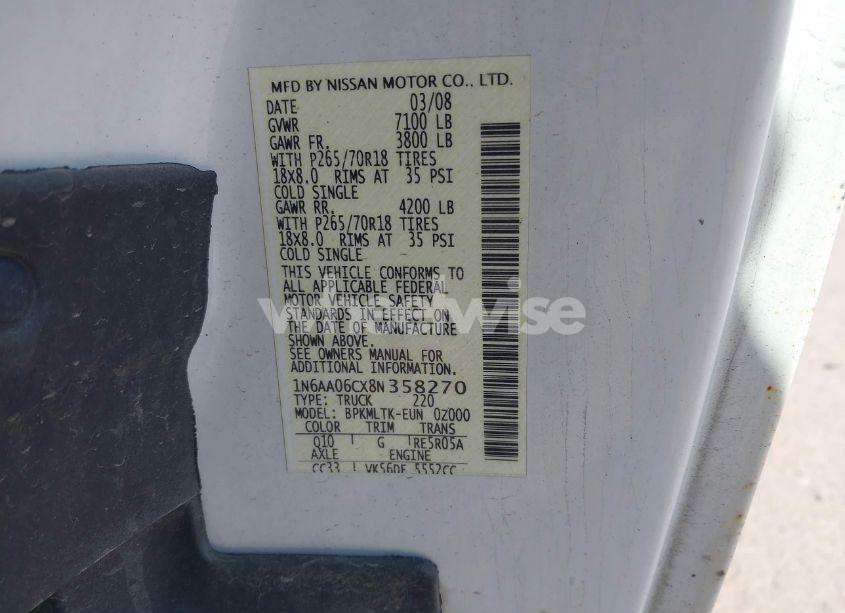 MFD BY NISSAN MOTOR CO., LTD.
DATE 03/08
GVWR 7100 LB
GAWR FR. 3800 LB
WITH P265/70R18 TIRES
18X8.0 RIMS AT 35 PSI
COLD SINGLE
GAWR RR. 4200 LB
WITH P265/70R18 TIRES
18X8.0 RIMS AT 35 PSI
COLD SINGLE
THIS VEHICLE CONFORMS TO
ALL APPLICABLE FEDERAL
MOTOR VEHICLE SAFETY
STANDARDS IN EFFECT ON
THE DATE OF MANUFACTURE
SHOWN ABOVE.
SEE OWNERS MANUAL FOR
ADDITIONAL INFORMATION.
1N6AA06CX8N358270
TYPE: TRUCK 220
MODEL: BPKMLTK-EUN 0Z000
COLOR TRIM TRANS
Q10 G RE5R05A
AXLE ENGINE
CC33 VK56DE 5552CC